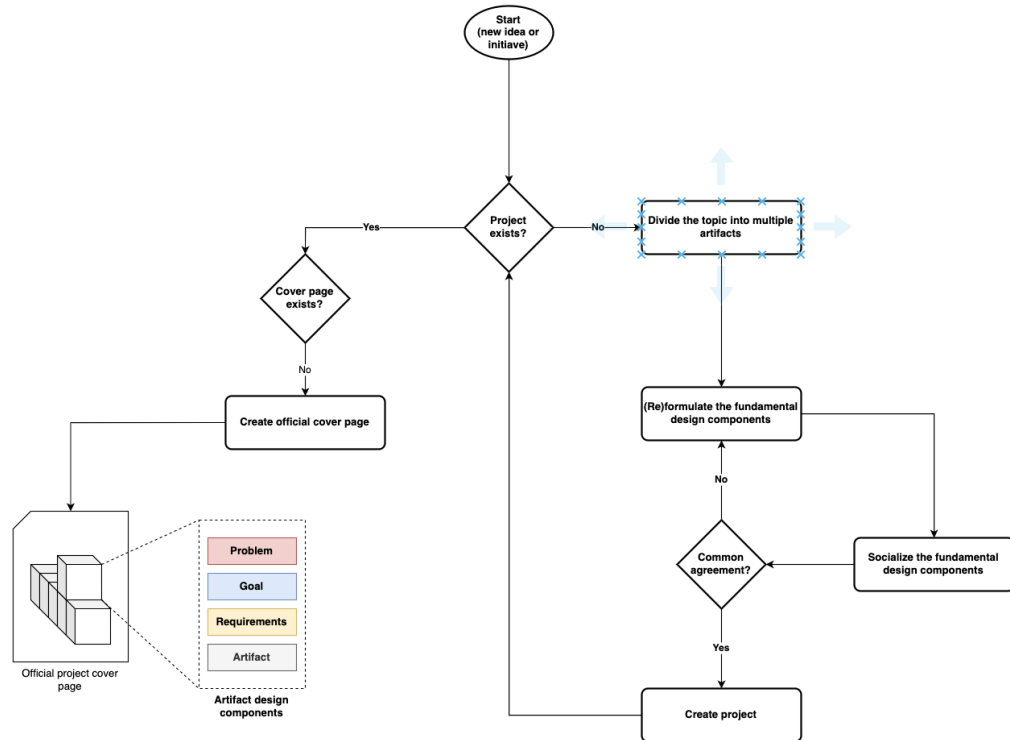 Start
(new idea or
initiave)
Project
exists?
Yes
No
Divide the topic into multiple
artifacts
Cover page
exists?
No
Create official cover page
(Re)formulate the fundamental
design components
No
Common
agreement?
Socialize the fundamental
design components
Yes
Create project
Problem
Goal
Requirements
Artifact
Official project cover
page
Artifact design
components